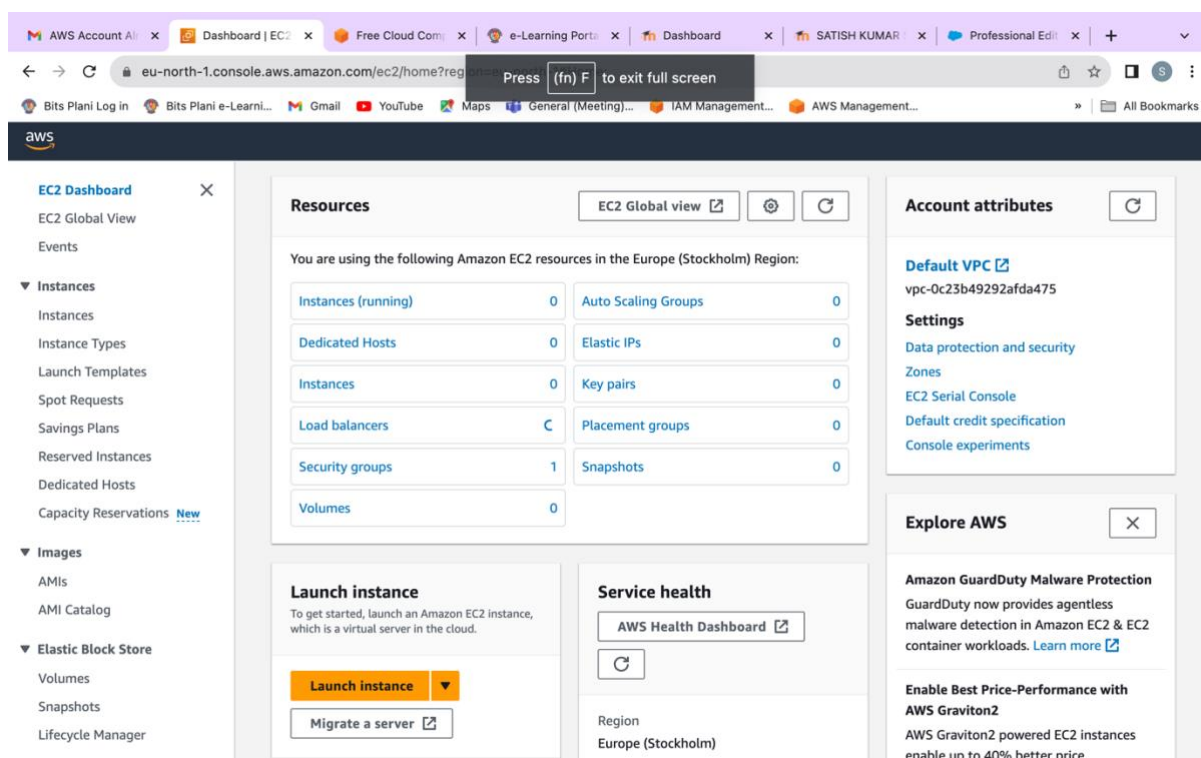 AWS Account Al
Dashboard | EC2
Free Cloud Com
e-Learning Porta
Dashboard
SATISH KUMAR
Professional Edi
eu-north-1.console.aws.amazon.com/ec2/home?reg
Press (fn) F to exit full screen
Bits Plani Log in
Bits Plani e-Learni...
Gmail
YouTube
Maps
General (Meeting)...
IAM Management...
AWS Management...
»
All Bookmarks
aws
EC2 Dashboard
EC2 Global View
Events
Instances
Instances
Instance Types
Launch Templates
Spot Requests
Savings Plans
Reserved Instances
Dedicated Hosts
Capacity Reservations New
Images
AMIs
AMI Catalog
Elastic Block Store
Volumes
Snapshots
Lifecycle Manager
Resources
EC2 Global view
You are using the following Amazon EC2 resources in the Europe (Stockholm) Region:
Instances (running) 0
Auto Scaling Groups 0
Dedicated Hosts 0
Elastic IPs 0
Instances 0
Key pairs 0
Load balancers
Placement groups 0
Security groups 1
Snapshots 0
Volumes 0
Launch instance
To get started, launch an Amazon EC2 instance,
which is a virtual server in the cloud.
Launch instance
Migrate a server
Service health
AWS Health Dashboard
Region
Europe (Stockholm)
Account attributes
Default VPC
vpc-0c23b49292afda475
Settings
Data protection and security
Zones
EC2 Serial Console
Default credit specification
Console experiments
Explore AWS
Amazon GuardDuty Malware Protection
GuardDuty now provides agentless
malware detection in Amazon EC2 & EC2
container workloads. Learn more
Enable Best Price-Performance with
AWS Graviton2
AWS Graviton2 powered EC2 instances
enable up to 40% better price